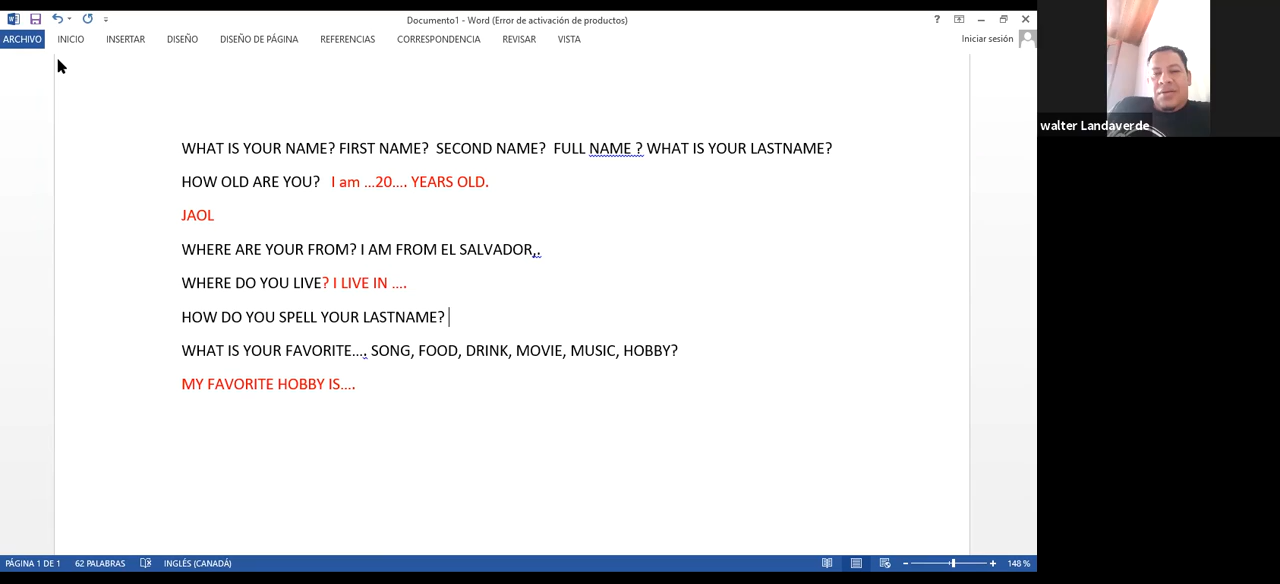 Documento1 - Word (Error de activación de productos)
ARCHIVO INICIO INSERTAR DISEÑO DISEÑO DE PÁGINA REFERENCIAS CORRESPONDENCIA REVISAR VISTA Iniciar sesión
walter Landaverde
WHAT IS YOUR NAME? FIRST NAME? SECOND NAME? FULL NAME ? WHAT IS YOUR LASTNAME?
HOW OLD ARE YOU? I am ...20.... YEARS OLD.
JAOL
WHERE ARE YOUR FROM? I AM FROM EL SALVADOR,.
WHERE DO YOU LIVE? I LIVE IN ....
HOW DO YOU SPELL YOUR LASTNAME?
WHAT IS YOUR FAVORITE.... SONG, FOOD, DRINK, MOVIE, MUSIC, HOBBY?
MY FAVORITE HOBBY IS....
PÁGINA 1 DE 1 62 PALABRAS INGLÉS (CANADÁ) 148 %